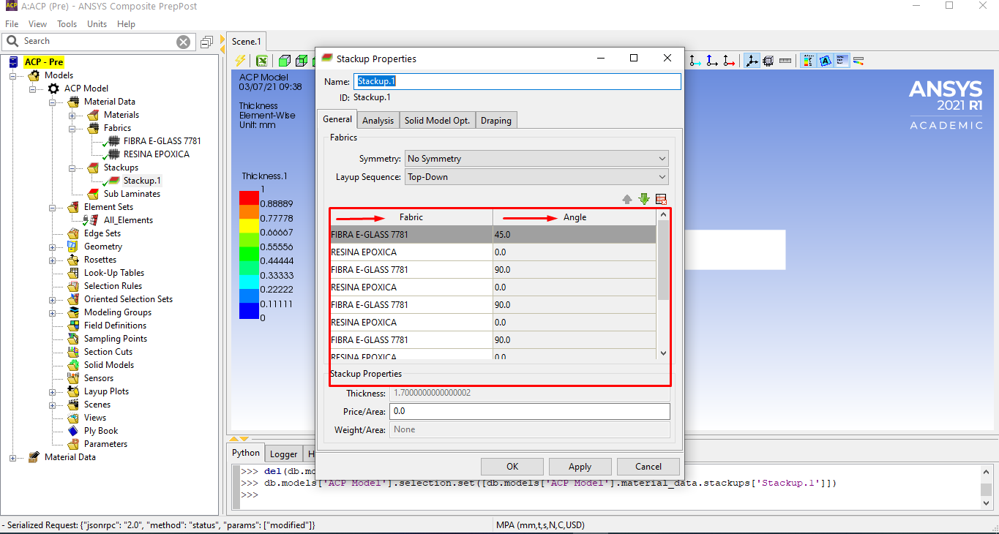 A:ACP (Pre) - ANSYS Composite PrepPost
File View Tools Units Help
Search
ACP - Pre
Models
ACP Model
Material Data
Materials
Fabrics
FIBRA E-GLASS 7781
RESINA EPOXICA
Stackups
Stackup.1
Sub Laminates
Element Sets
All_Elements
Edge Sets
Geometry
Rosettes
Look-Up Tables
Selection Rules
Oriented Selection Sets
Modeling Groups
Field Definitions
Sampling Points
Section Cuts
Solid Models
Sensors
Layup Plots
Scenes
Views
Ply Book
Parameters
Material Data
Scene.1
ACP Model
03/07/21 09:38
Thickness
Element-Wise
Unit: mm
Thickness.1
1
0.88889
0.77778
0.66667
0.55556
0.44444
0.33333
0.22222
0.11111
0
ANSYS
2021 R1
ACADEMIC
Stackup Properties
Name: Stackup.1
ID: Stackup.1
General Analysis Solid Model Opt. Draping
Fabrics
Symmetry: No Symmetry
Layup Sequence: Top-Down
Fabric Angle
FIBRA E-GLASS 7781 45.0
RESINA EPOXICA 0.0
FIBRA E-GLASS 7781 90.0
RESINA EPOXICA 0.0
FIBRA E-GLASS 7781 90.0
RESINA EPOXICA 0.0
FIBRA E-GLASS 7781 90.0
RESINA EPOXICA 0.0
Stackup Properties
Thickness: 1.7000000000000002
Price/Area: 0.0
Weight/Area: None
OK Apply Cancel
Python Logger H
>>> del(db.mo
>>> db.models['ACP Model'].selection.set([db.models['ACP Model'].material_data.stackups['Stackup.1']])
>>>
- Serialized Request: {"jsonrpc": "2.0", "method": "status", "params": ["modified"]}
MPA (mm,t,s,N,C,USD)